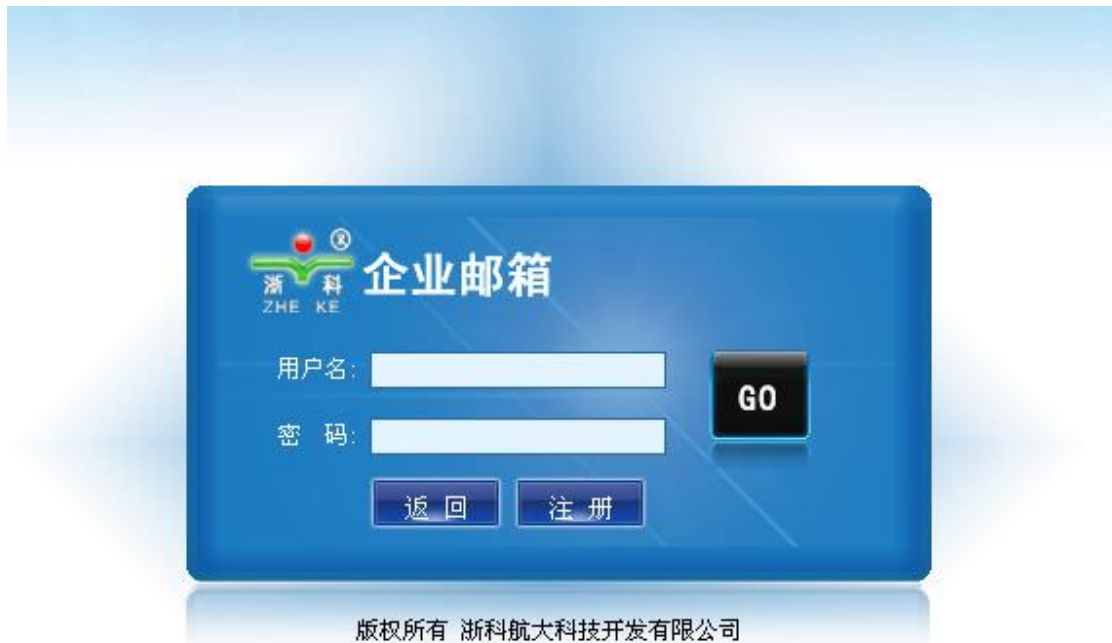 ®
浙 科
ZHE KE
企业邮箱
用户名:
密 码:
GO
返 回 注 册
版权所有 浙科航大科技开发有限公司